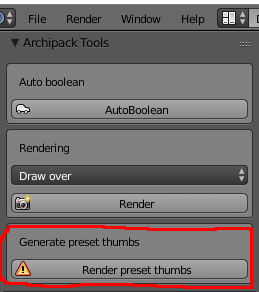 File Render Window Help
Archipack Tools
Auto boolean
AutoBoolean
Rendering
Draw over
Render
Generate preset thumbs
Render preset thumbs